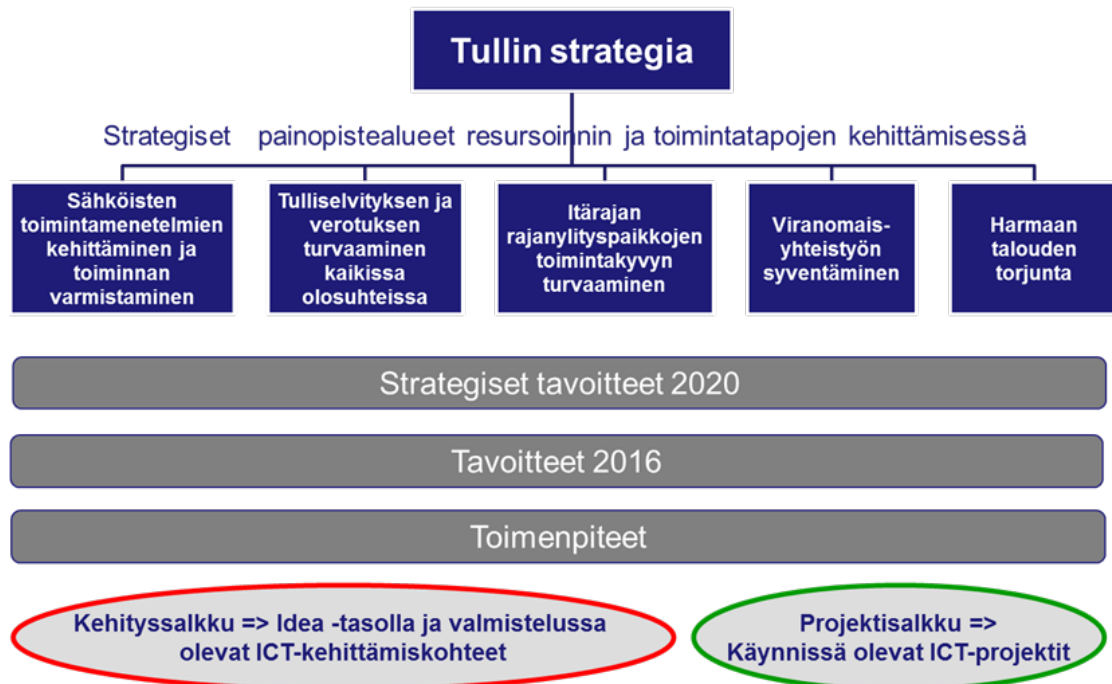 Tullin strategia
Strategiset painopistealueet resursoinnin ja toimintatapojen kehittämisessä
Sähköisten
toimintamenetelmien
kehittäminen ja
toiminnan
varmistaminen
Tulliselvityksen ja
verotuksen
turvaaminen
kaikissa
olosuhteissa
Itärajan
rajanylityspaikkojen
toimintakyvyn
turvaaminen
Viranomais-
yhteistyön
syventäminen
Harmaan
talouden
torjunta
Strategiset tavoitteet 2020
Tavoitteet 2016
Toimenpiteet
Kehityssalkku => Idea -tasolla ja valmistelussa
olevat ICT-kehittämiskohteet
Projektisalkku =>
Käynnissä olevat ICT-projektit